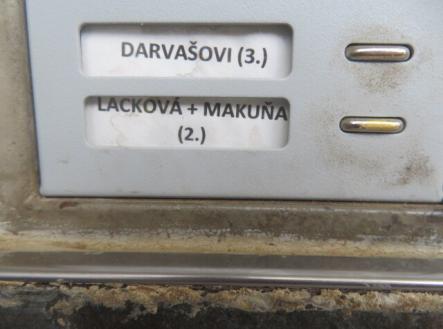 DARVAŠOVI (3.)
LACKOVÁ + MAKUŇA
(2.)